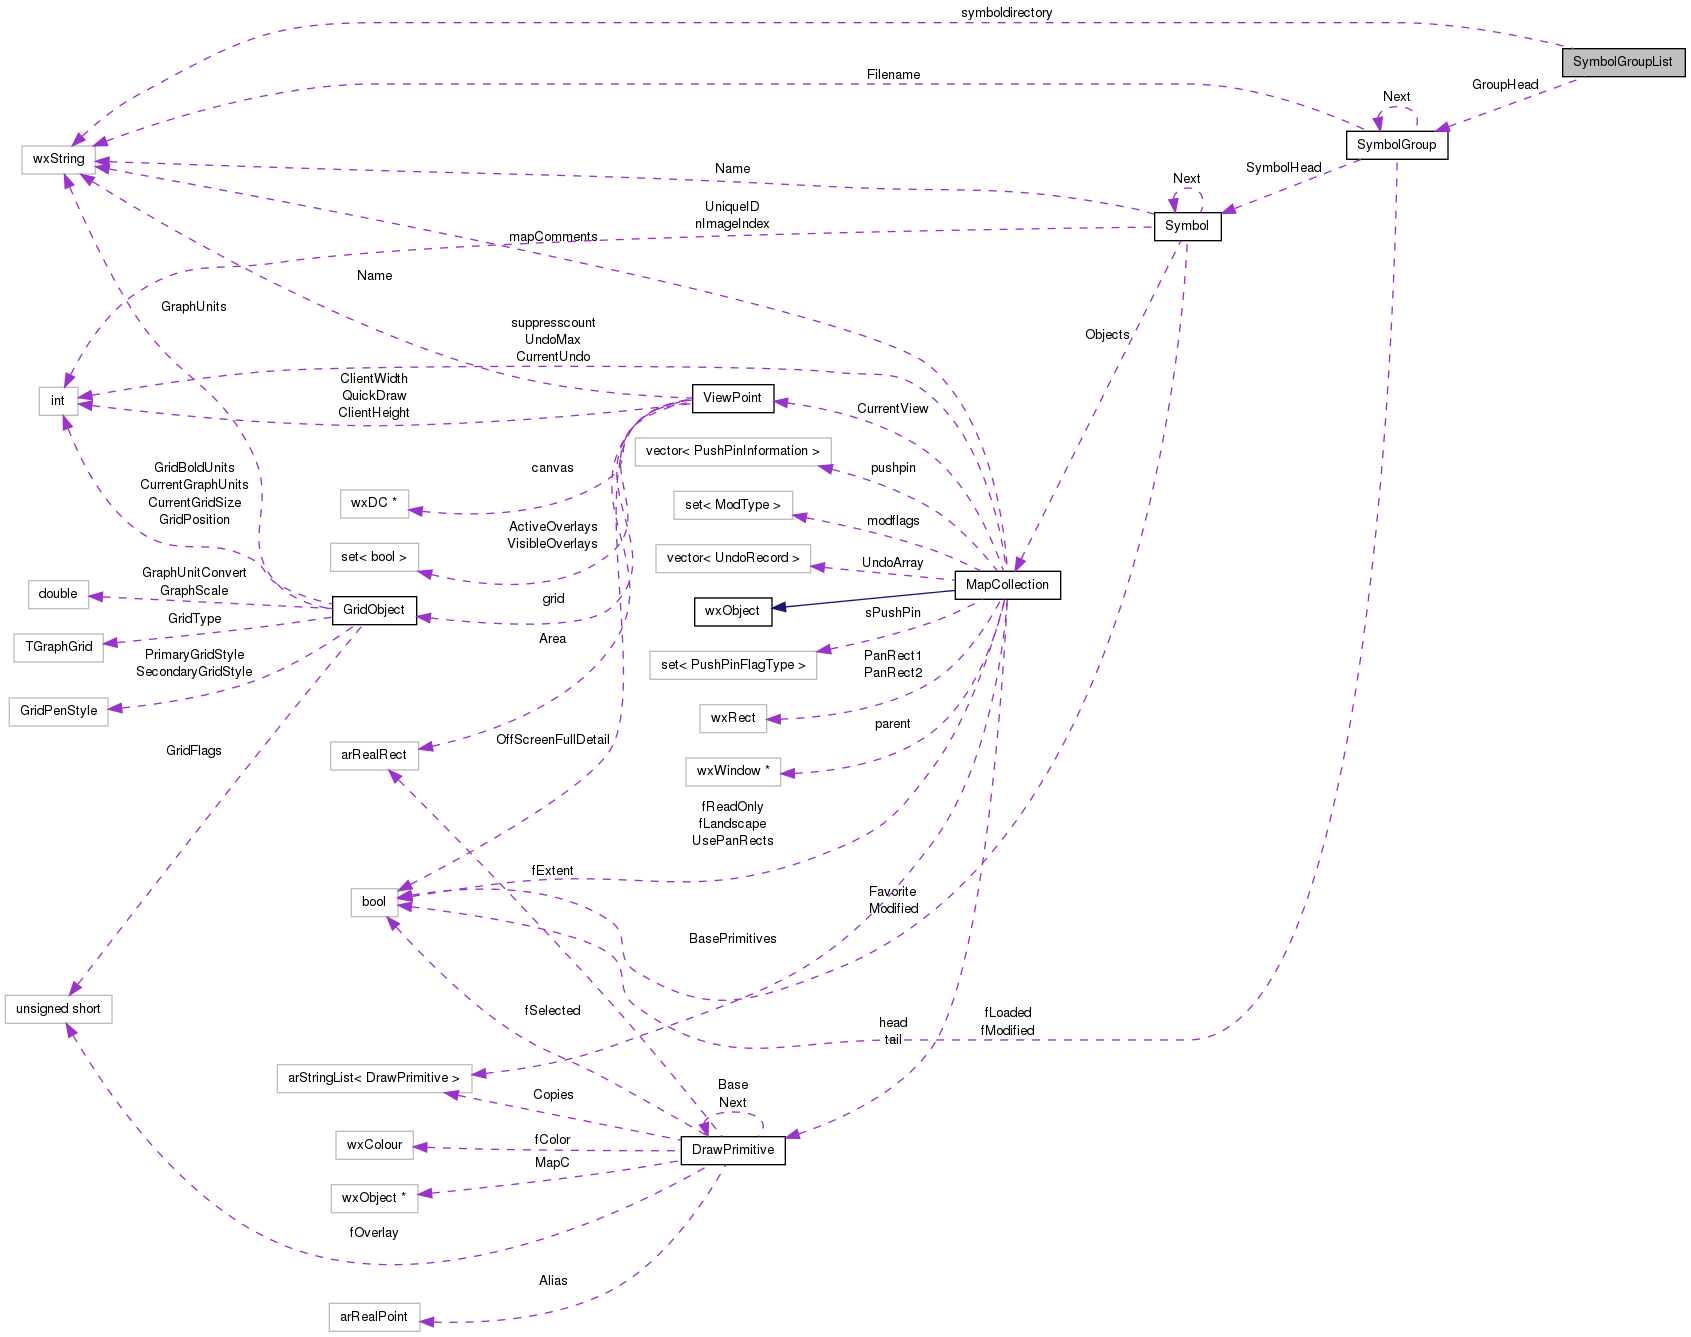 symboldirectory
SymbolGroupList
Filename
GroupHead
Next
SymbolGroup
wxString
Name
SymbolHead
Next
Symbol
UniqueID
nImageIndex
mapComments
Name
GraphUnits
Objects
suppresscount
UndoMax
CurrentUndo
ClientWidth
QuickDraw
ClientHeight
int
ViewPoint
CurrentView
vector< PushPinInformation >
pushpin
GridBoldUnits
CurrentGraphUnits
CurrentGridSize
GridPosition
canvas
wxDC *
set< ModType >
modflags
ActiveOverlays
VisibleOverlays
set< bool >
vector< UndoRecord >
UndoArray
MapCollection
GraphUnitConvert
GraphScale
double
GridObject
grid
wxObject
sPushPin
GridType
TGraphGrid
Area
PrimaryGridStyle
SecondaryGridStyle
set< PushPinFlagType >
PanRect1
PanRect2
GridPenStyle
wxRect
parent
GridFlags
OffScreenFullDetail
arRealRect
wxWindow *
fReadOnly
fLandscape
UsePanRects
fExtent
bool
Favorite
Modified
BasePrimitives
unsigned short
fSelected
head
tail
fLoaded
fModified
arStringList< DrawPrimitive >
Copies
Base
Next
wxColour
fColor
DrawPrimitive
MapC
wxObject *
fOverlay
Alias
arRealPoint